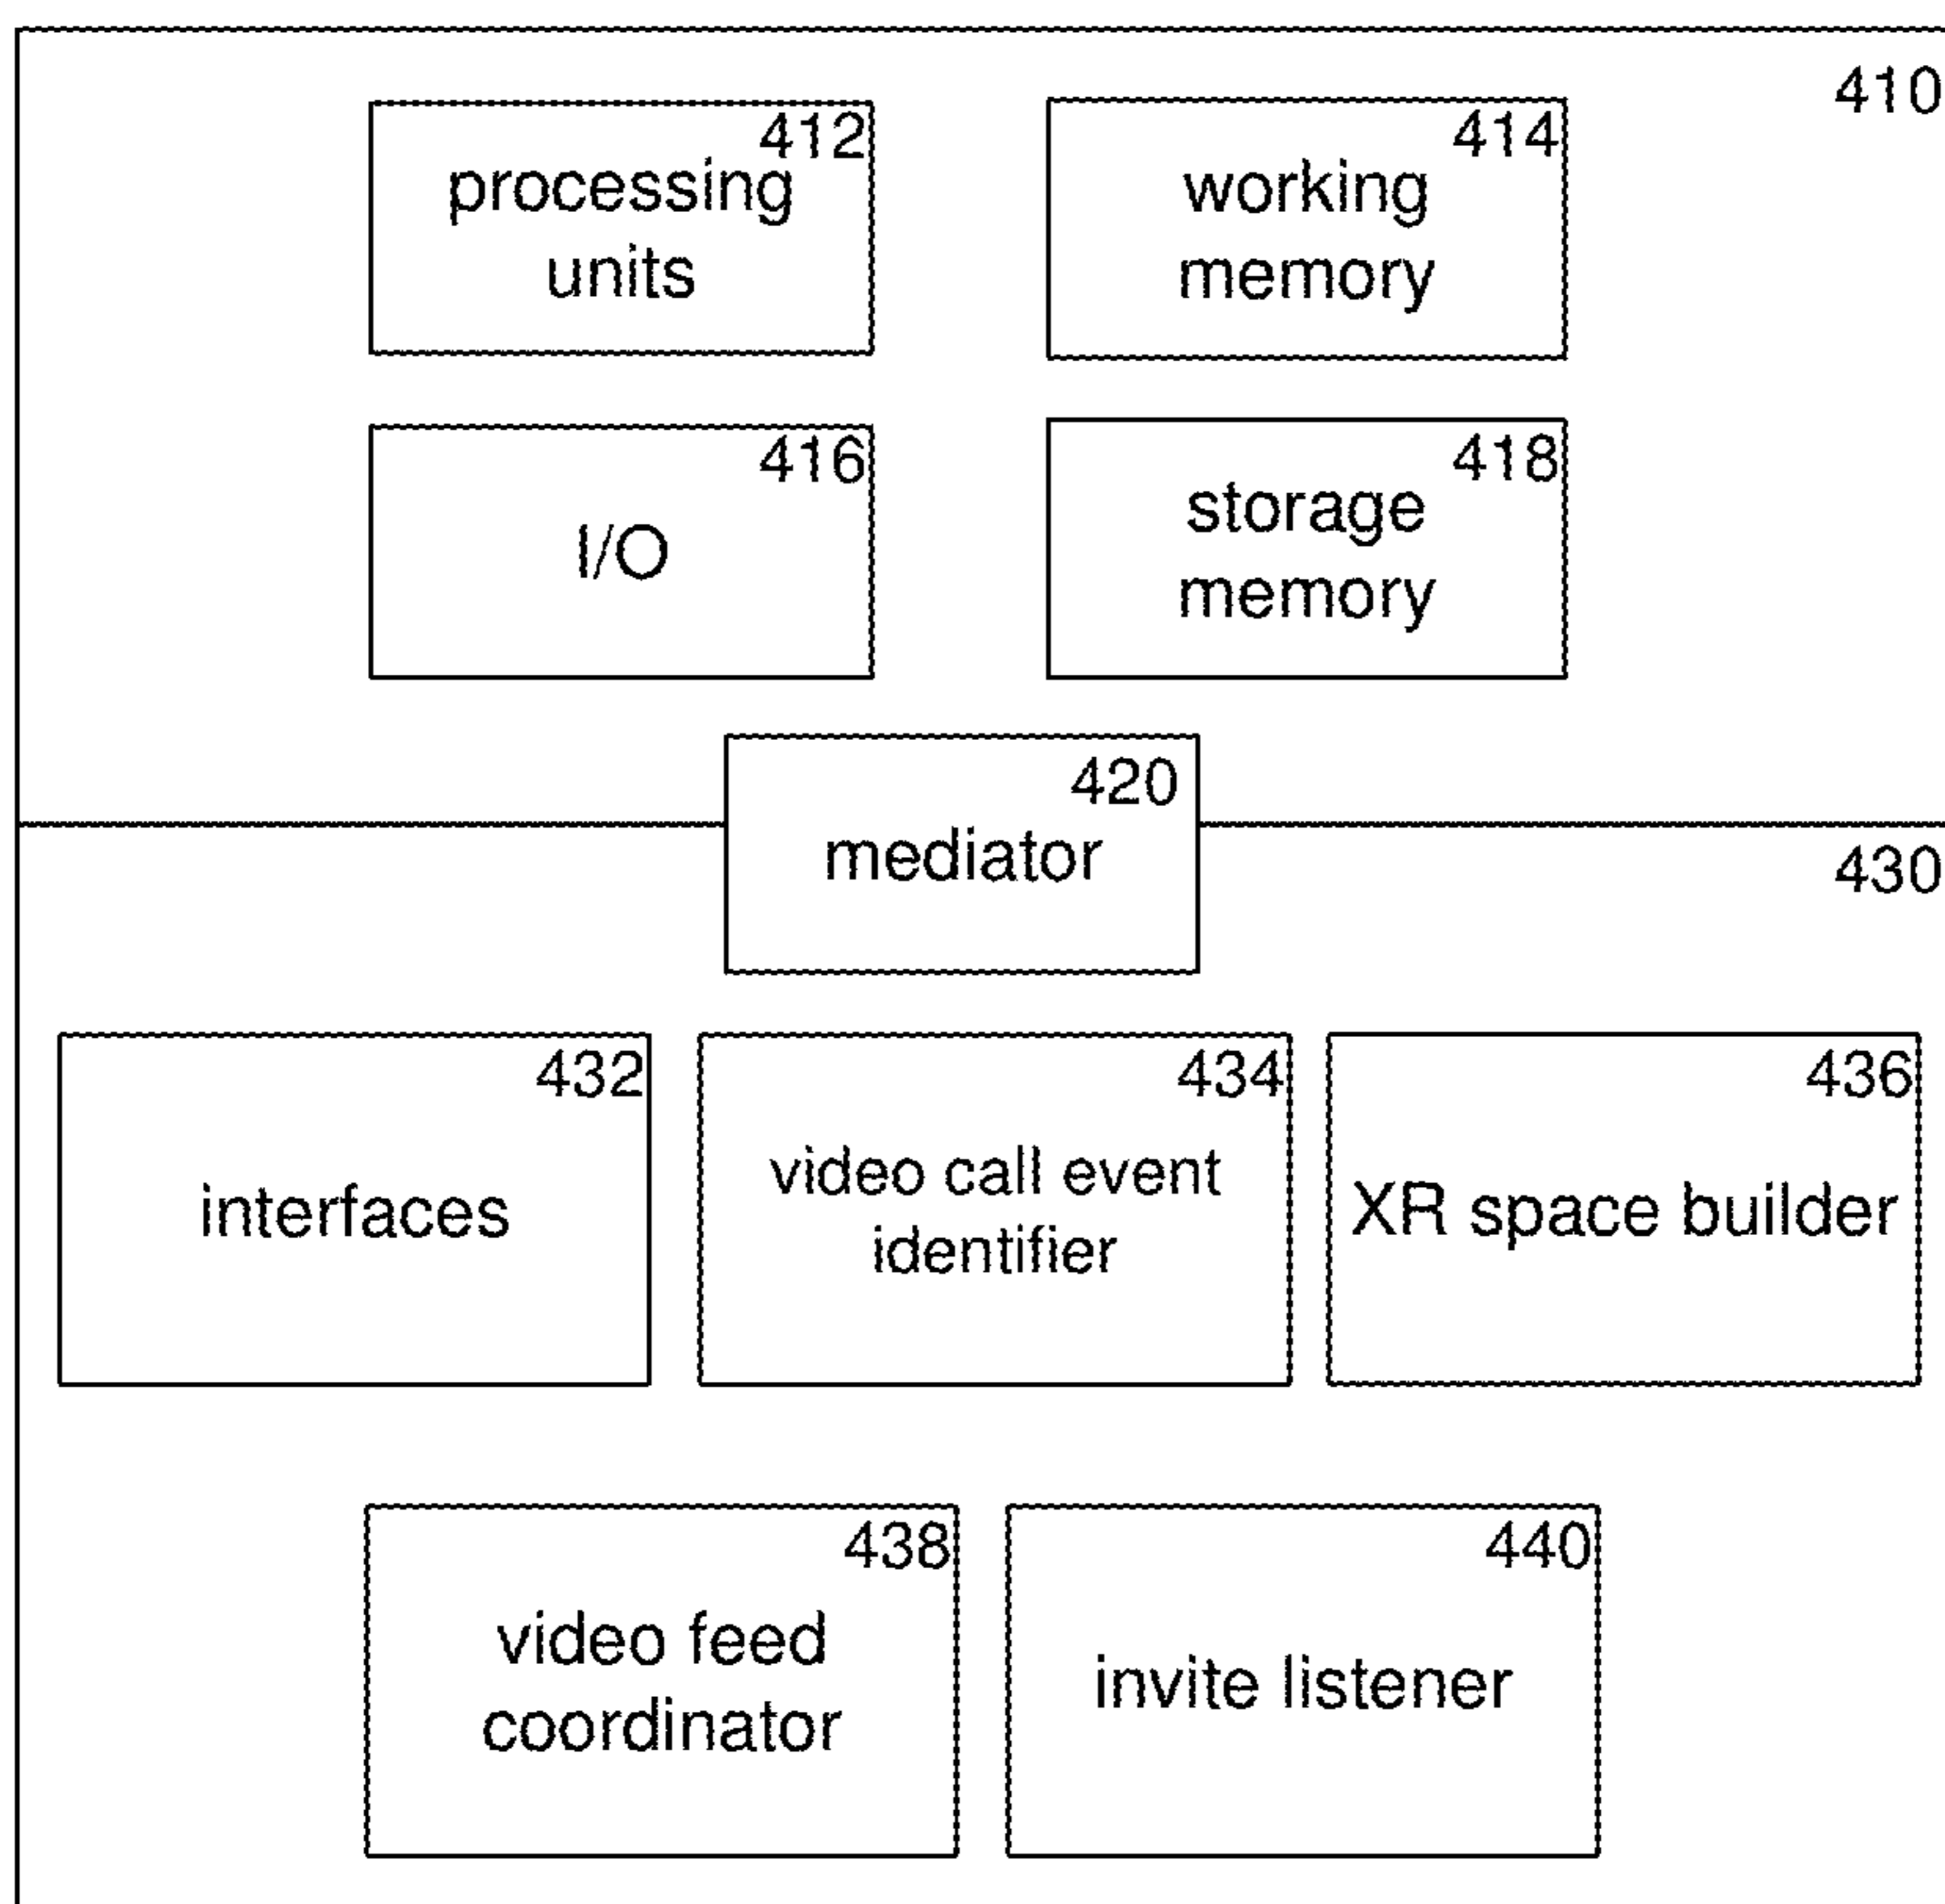 410
412
processing
units
414
working
memory
416
I/O
418
storage
memory
420
mediator
430
432
interfaces
434
video call event
identifier
436
XR space builder
438
video feed
coordinator
440
invite listener